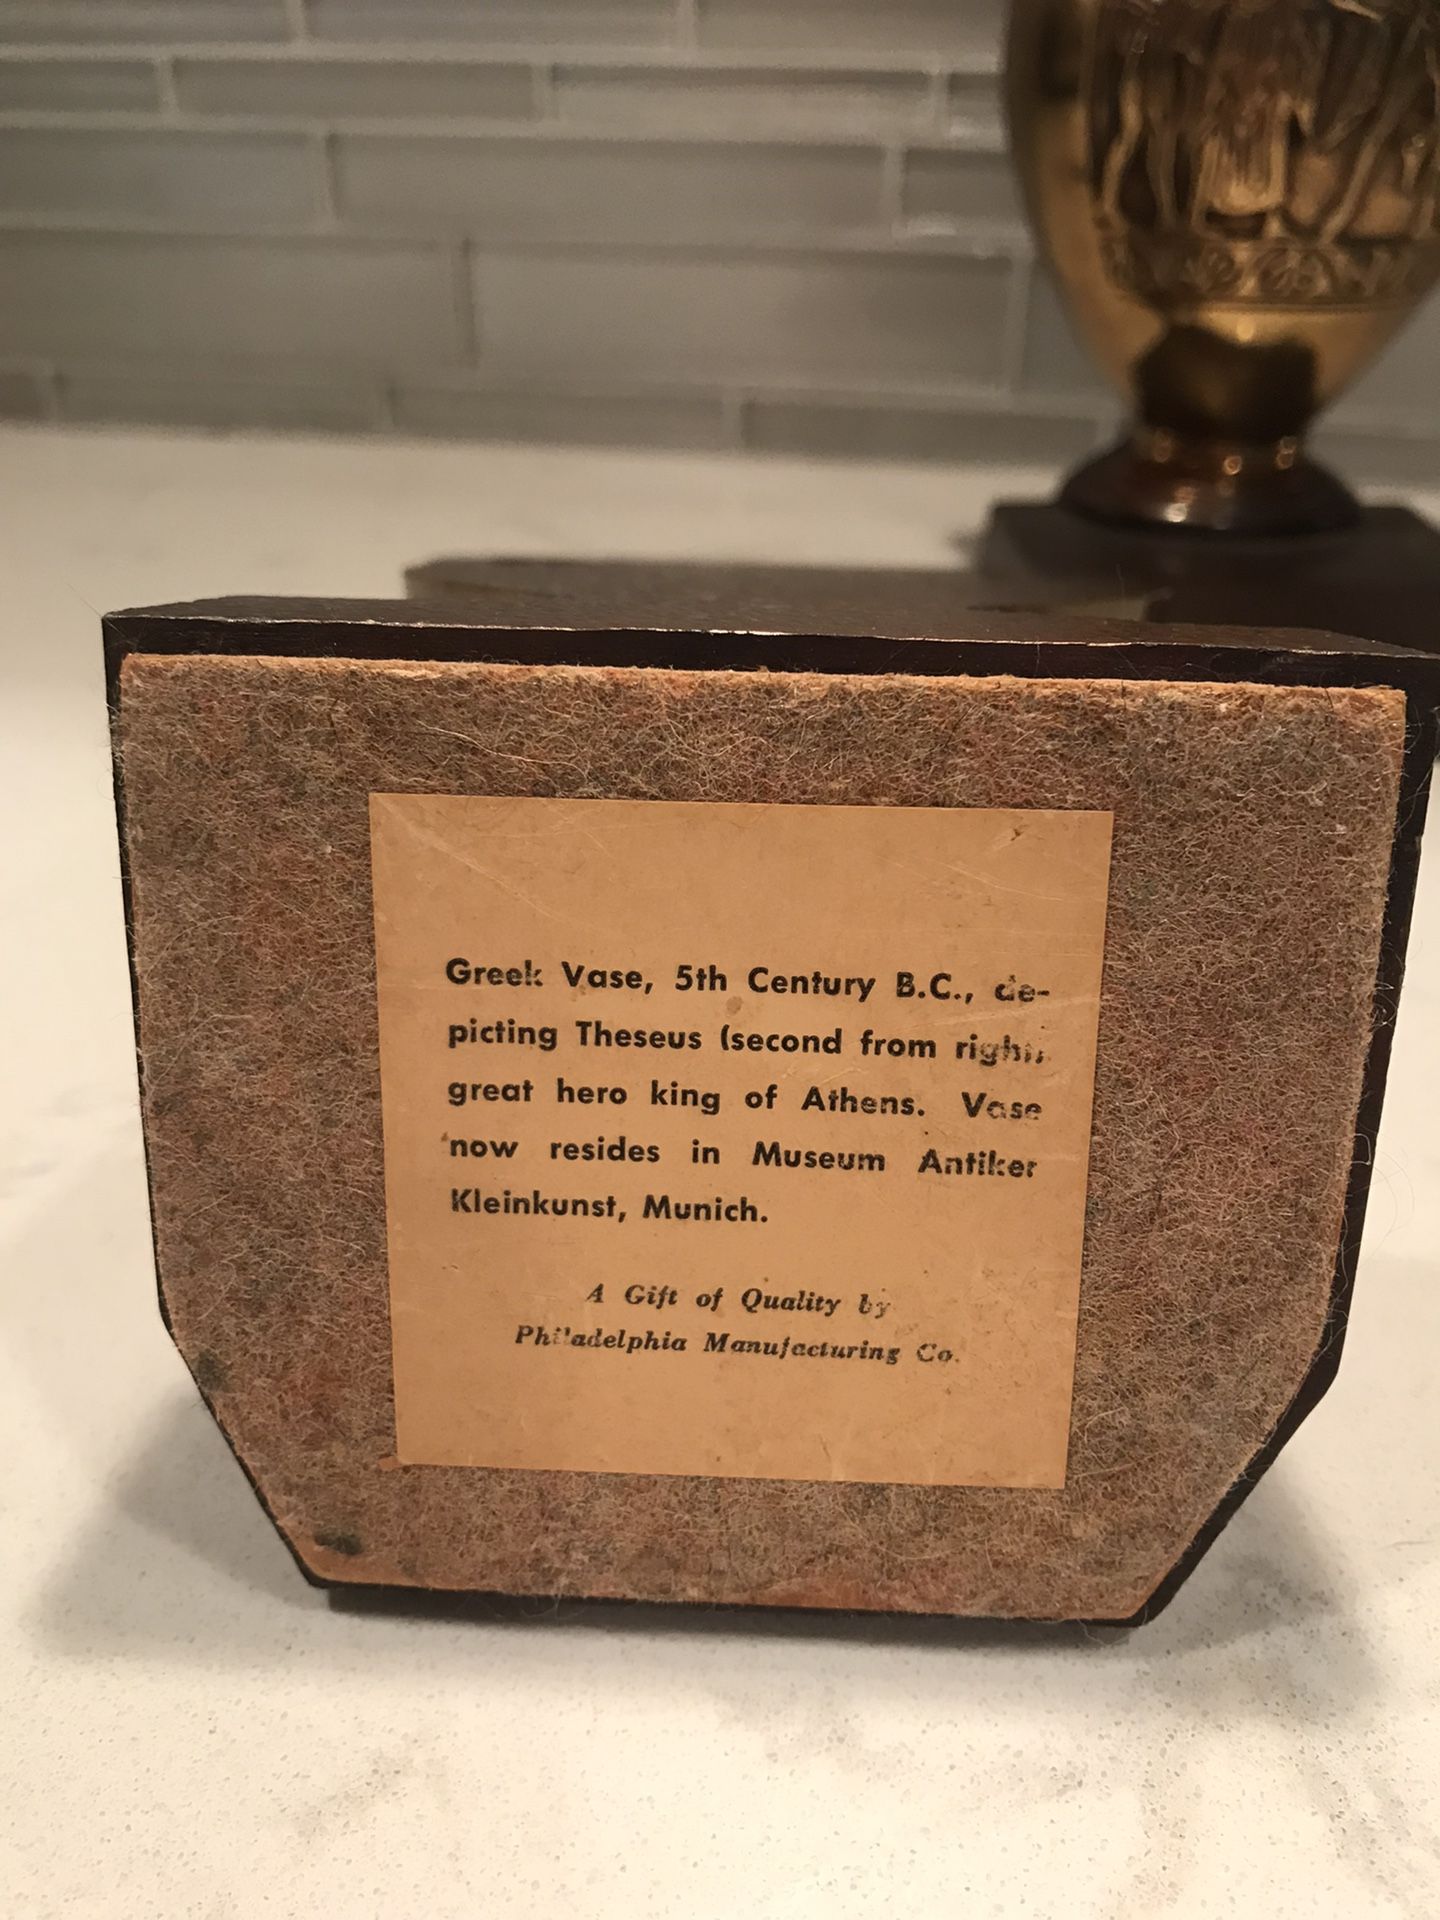 Greek Vase, 5th Century B.C., de-
picting Theseus (second from right),
great hero king of Athens. Vase
now resides in Museum Antiker
Kleinkunst, Munich.
A Gift of Quality by
Philadelphia Manufacturing Co.